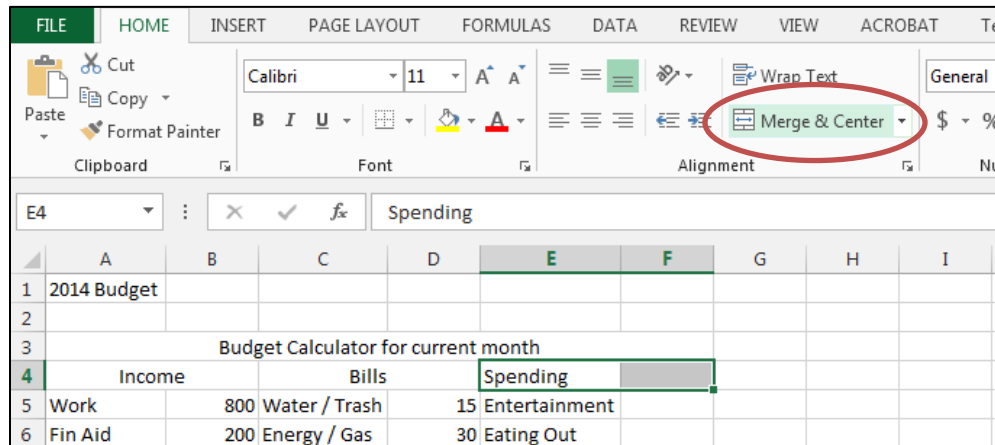 FILE HOME INSERT PAGE LAYOUT FORMULAS DATA REVIEW VIEW ACROBAT
Cut
Copy
Format Painter
Paste
Calibri 11 A A
B I U A
Wrap Text
Merge & Center
General
$ %
Clipboard Font Alignment
E4 fx Spending
A B C D E F G H I
1 2014 Budget
2
3 Budget Calculator for current month
4 Income Bills Spending
5 Work 800 Water / Trash 15 Entertainment
6 Fin Aid 200 Energy / Gas 30 Eating Out